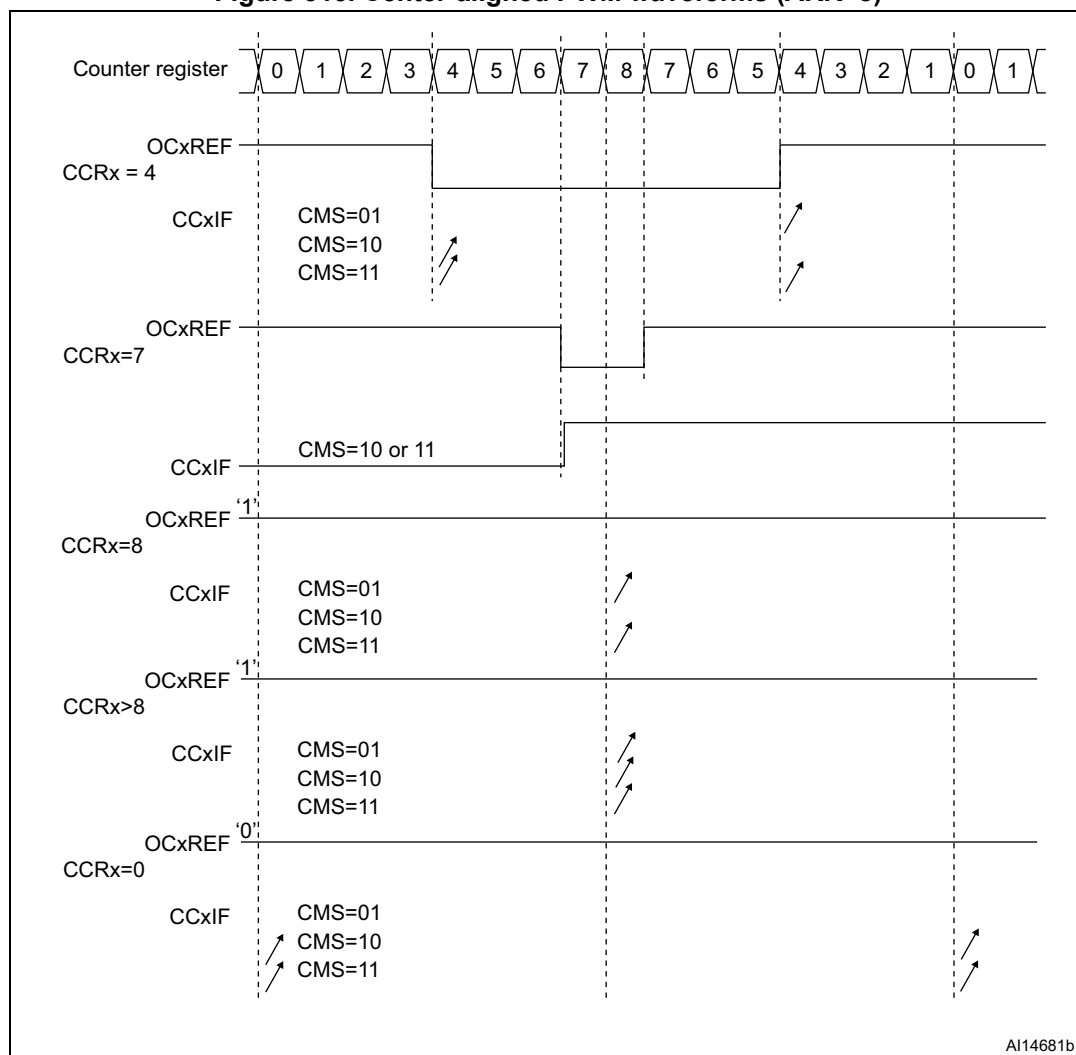 Counter register 0 1 2 3 4 5 6 7 8 7 6 5 4 3 2 1 0 1
OCxREF
CCRx = 4
CCxIF CMS=01
CMS=10
CMS=11
OCxREF
CCRx=7
CMS=10 or 11
CCxIF
OCxREF '1'
CCRx=8
CCxIF CMS=01
CMS=10
CMS=11
OCxREF '1'
CCRx>8
CCxIF CMS=01
CMS=10
CMS=11
OCxREF '0'
CCRx=0
CCxIF CMS=01
CMS=10
CMS=11
AI14681b